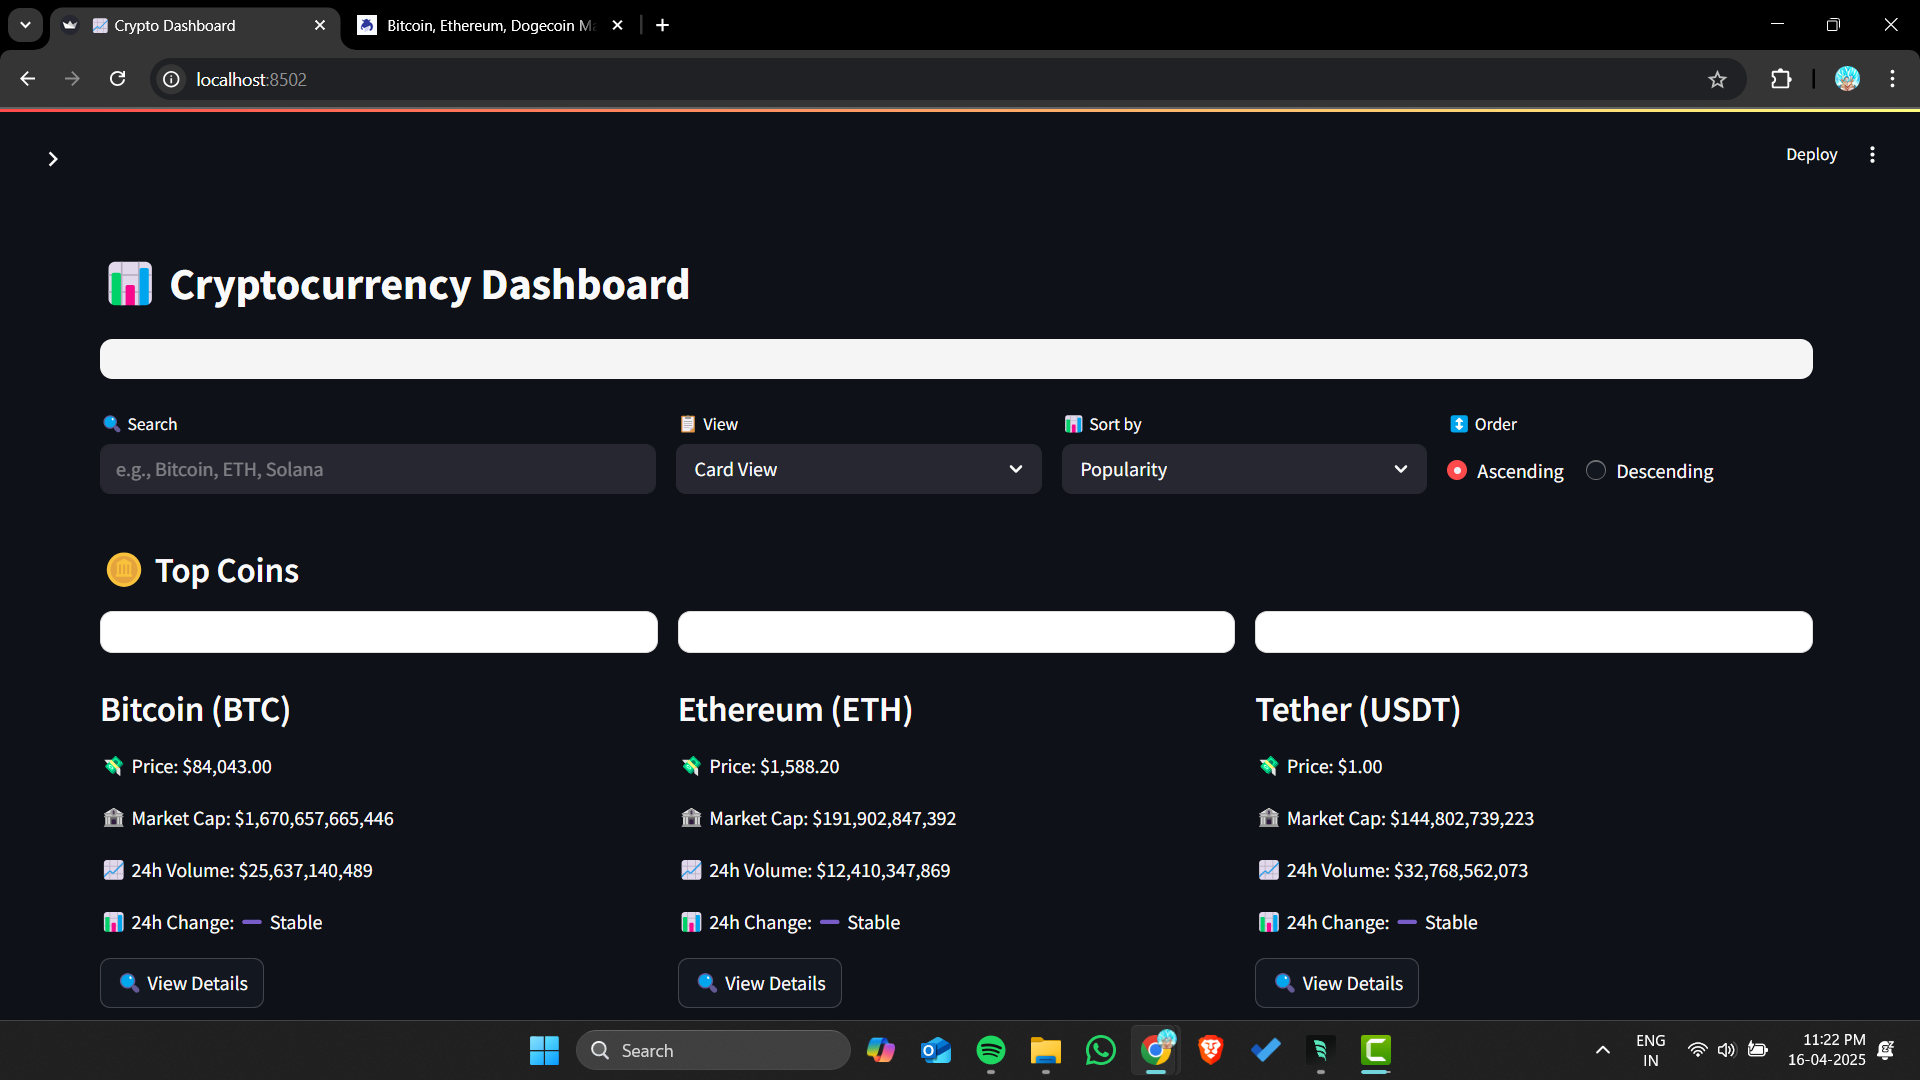 Crypto Dashboard
Bitcoin, Ethereum, Dogecoin Ma
localhost:8502
Deploy
Cryptocurrency Dashboard
Search
View
Sort by
Order
e.g., Bitcoin, ETH, Solana
Card View
Popularity
Ascending
Descending
Top Coins
Bitcoin (BTC)
Price: $84,043.00
Market Cap: $1,670,657,665,446
24h Volume: $25,637,140,489
24h Change: ➖ Stable
View Details
Ethereum (ETH)
Price: $1,588.20
Market Cap: $191,902,847,392
24h Volume: $12,410,347,869
24h Change: ➖ Stable
View Details
Tether (USDT)
Price: $1.00
Market Cap: $144,802,739,223
24h Volume: $32,768,562,073
24h Change: ➖ Stable
View Details
Search
ENG
IN
11:22 PM
16-04-2025